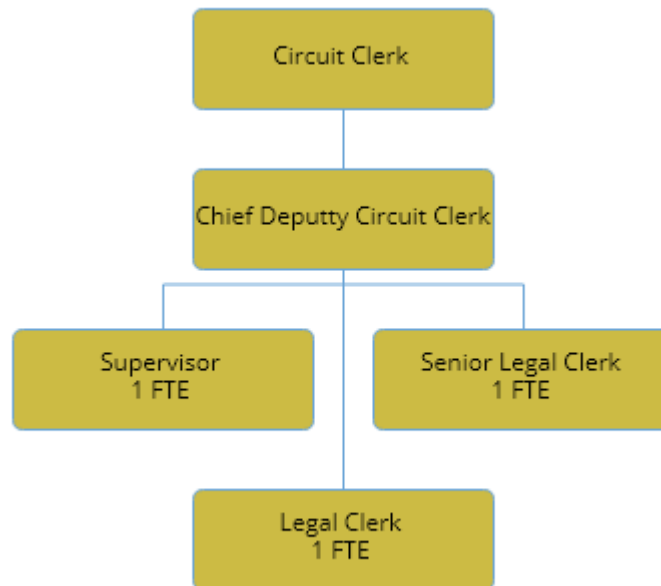 Circuit Clerk
Chief Deputty Circuit Clerk
Supervisor
1 FTE
Senior Legal Clerk
1 FTE
Legal Clerk
1 FTE